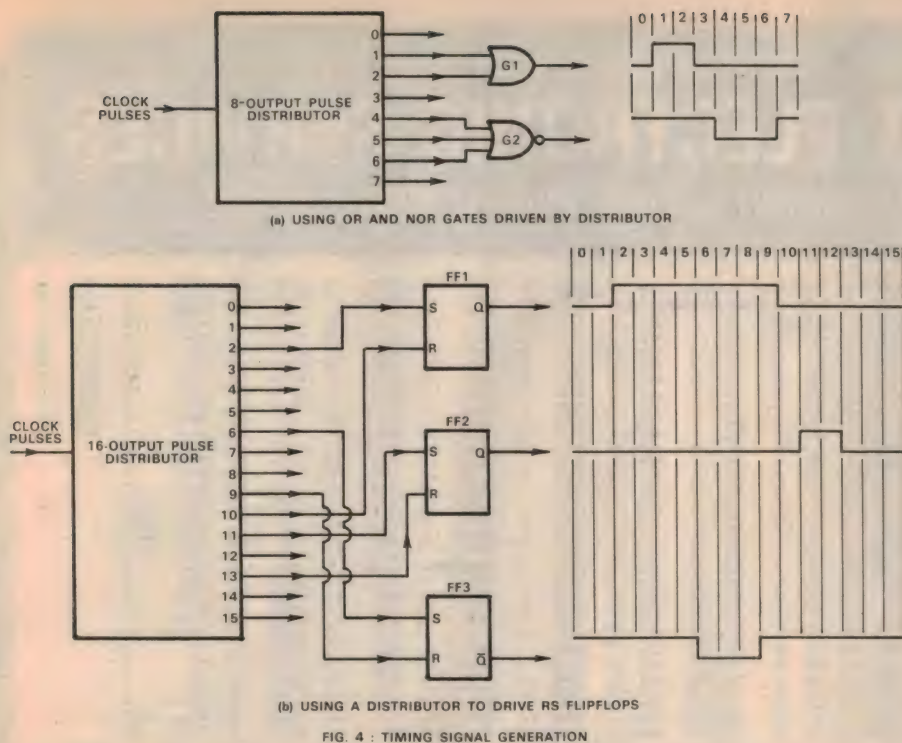 0
1
2
3
4
5
6
7
CLOCK
PULSES
8-OUTPUT PULSE
DISTRIBUTOR
G1
G2
0 1 2 3 4 5 6 7
(a) USING OR AND NOR GATES DRIVEN BY DISTRIBUTOR
CLOCK
PULSES
16-OUTPUT PULSE
DISTRIBUTOR
0
1
2
3
4
5
6
7
8
9
10
11
12
13
14
15
FF1
S Q
R
FF2
S Q
R
FF3
S
R Q̅
0 1 2 3 4 5 6 7 8 9 10 11 12 13 14 15
(b) USING A DISTRIBUTOR TO DRIVE RS FLIPFLOPS
FIG. 4 : TIMING SIGNAL GENERATION